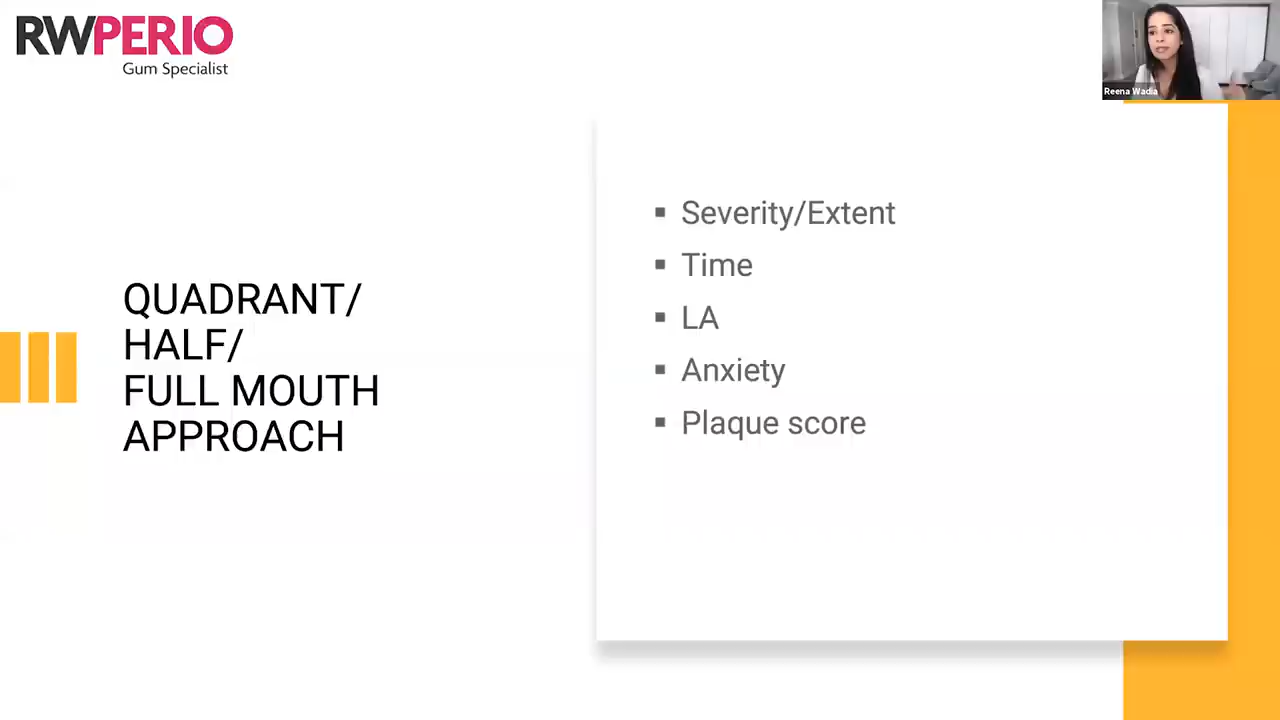 RWPERIO
Gum Specialist
Reena Wadia
QUADRANT/
HALF/
FULL MOUTH
APPROACH
▪ Severity/Extent
▪ Time
▪ LA
▪ Anxiety
▪ Plaque score